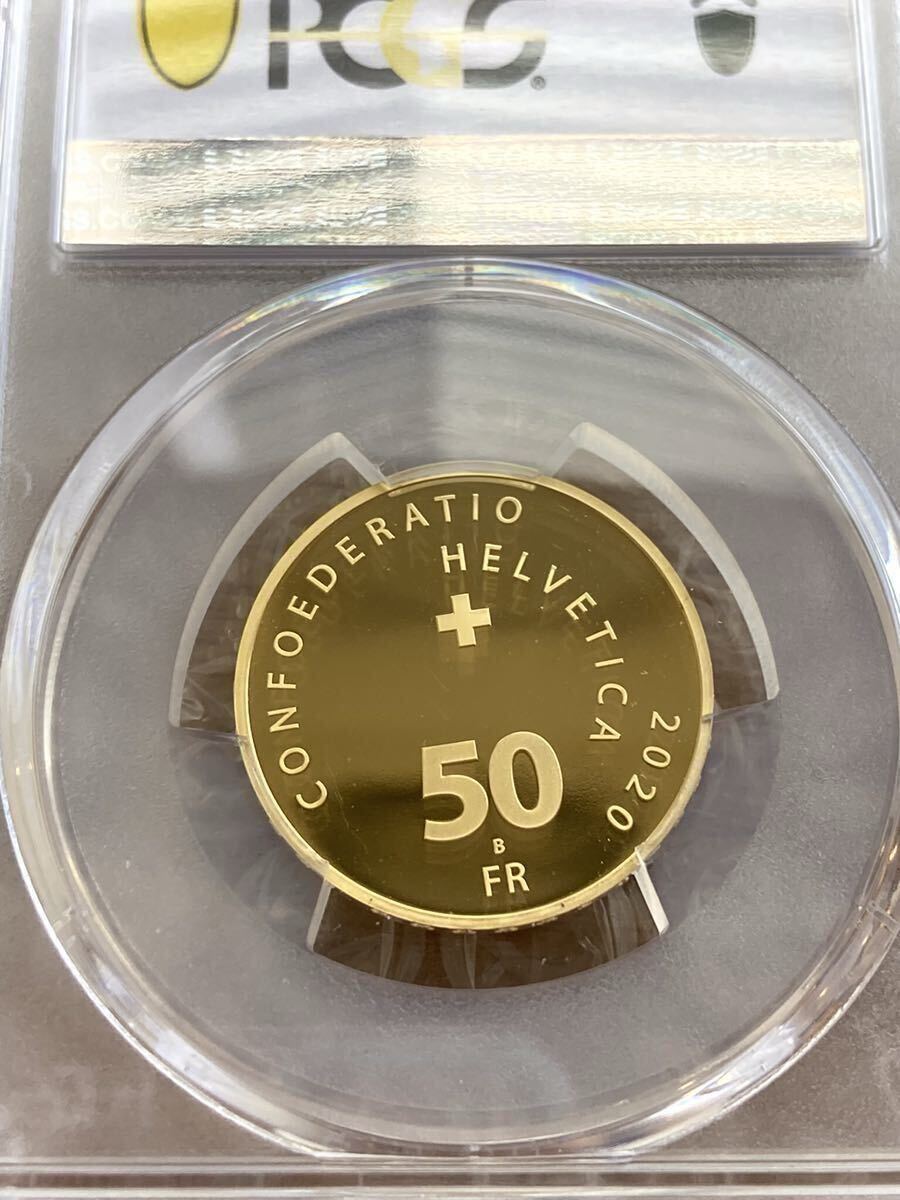 PCGS
CONFOEDERATIO
HELVETICA
2020
50
B
FR